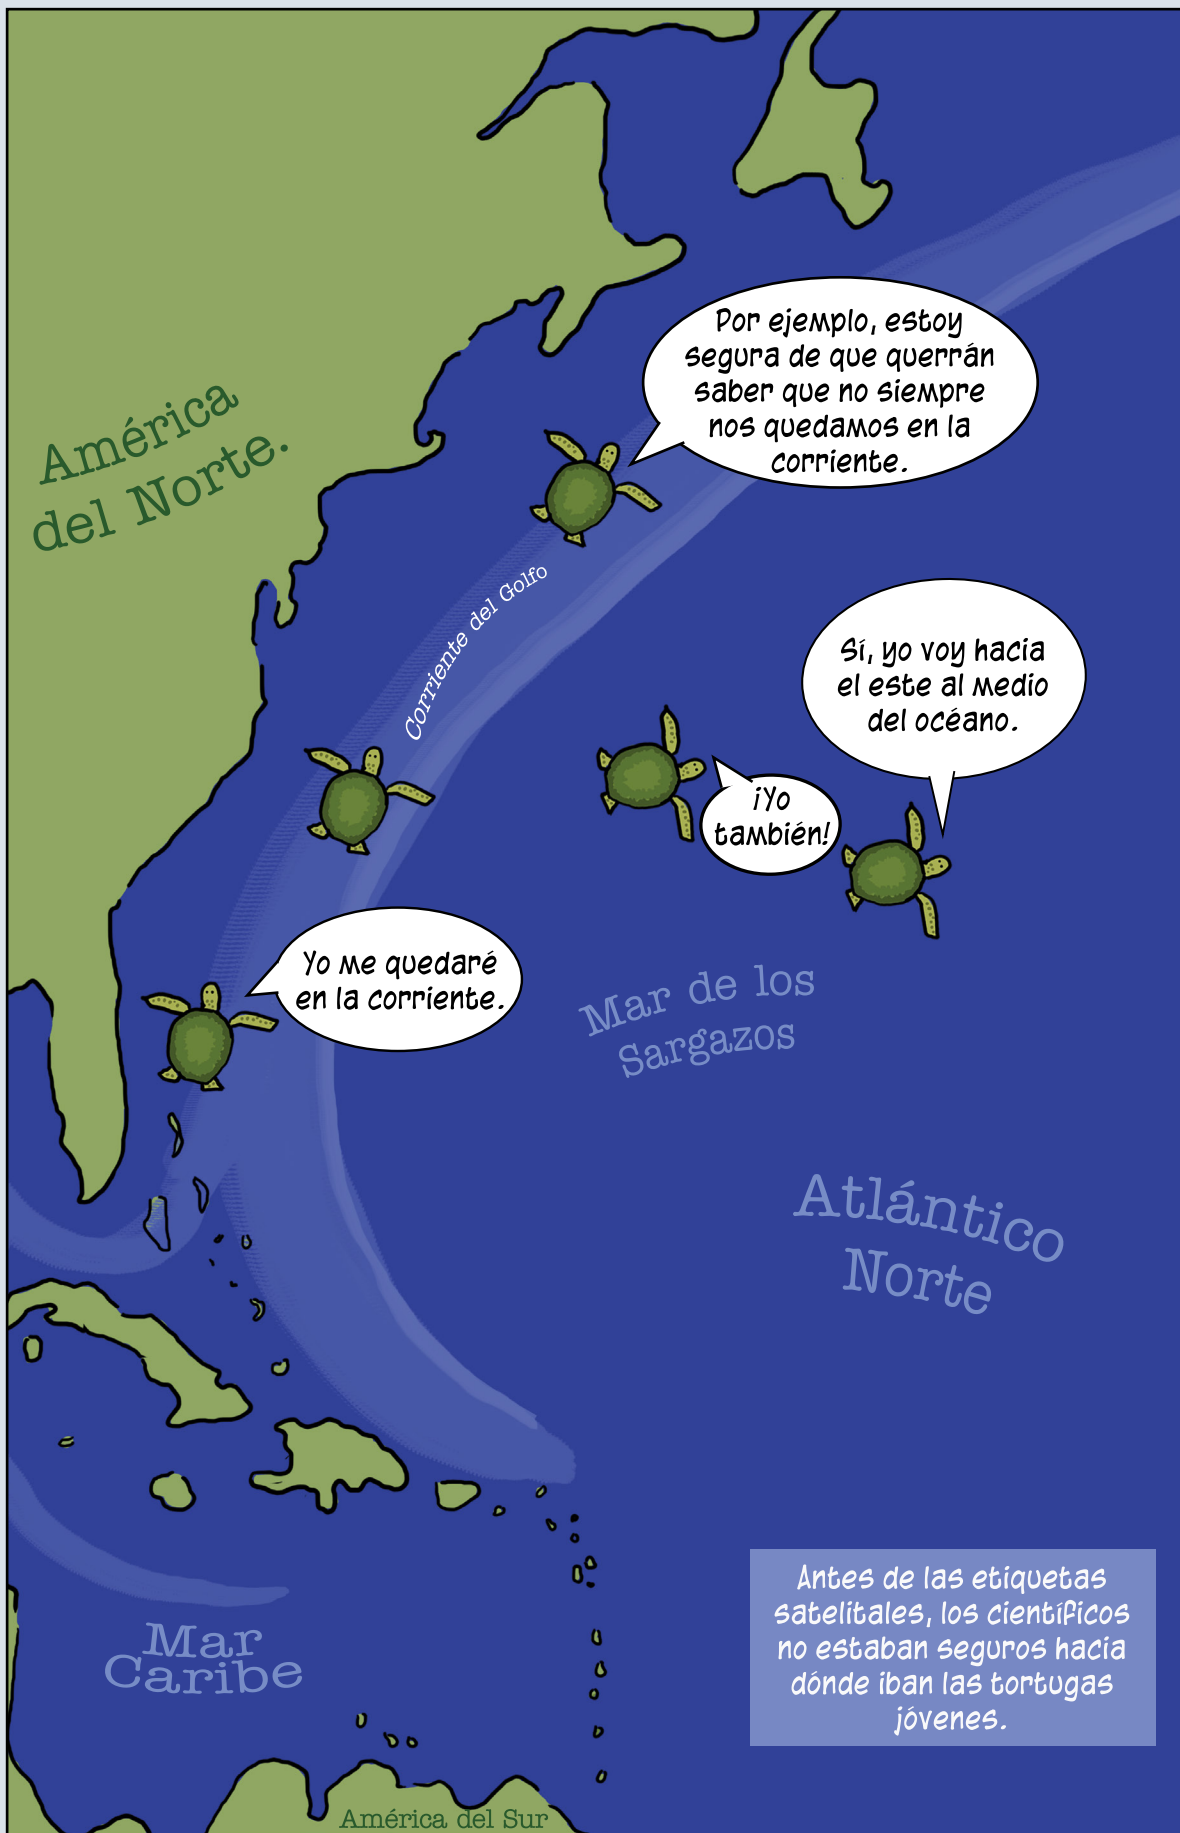 Por ejemplo, estoy
segura de que querrán
saber que no siempre
nos quedamos en la
corriente.
América
del Norte.
Corriente del Golfo
Sí, yo voy hacia
el este al medio
del océano.
¡Yo
también!
Yo me quedaré
en la corriente.
Mar de los
Sargazos
Atlántico
Norte
Antes de las etiquetas
satelitales, los científicos
no estaban seguros hacia
dónde iban las tortugas
jóvenes.
Mar
Caribe
América del Sur